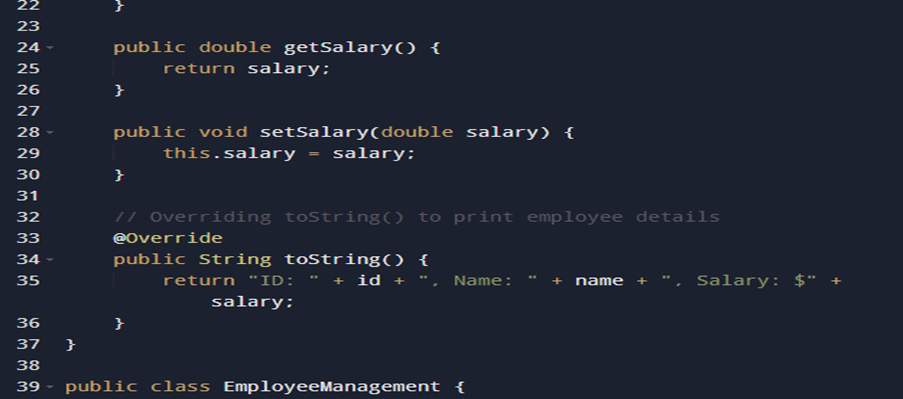 22 }
23
24 public double getSalary() {
25 return salary;
26 }
27
28 public void setSalary(double salary) {
29 this.salary = salary;
30 }
31
32 // Overriding toString() to print employee details
33 @Override
34 public String toString() {
35 return "ID: " + id + ", Name: " + name + ", Salary: $" +
salary;
36 }
37 }
38
39 public class EmployeeManagement {